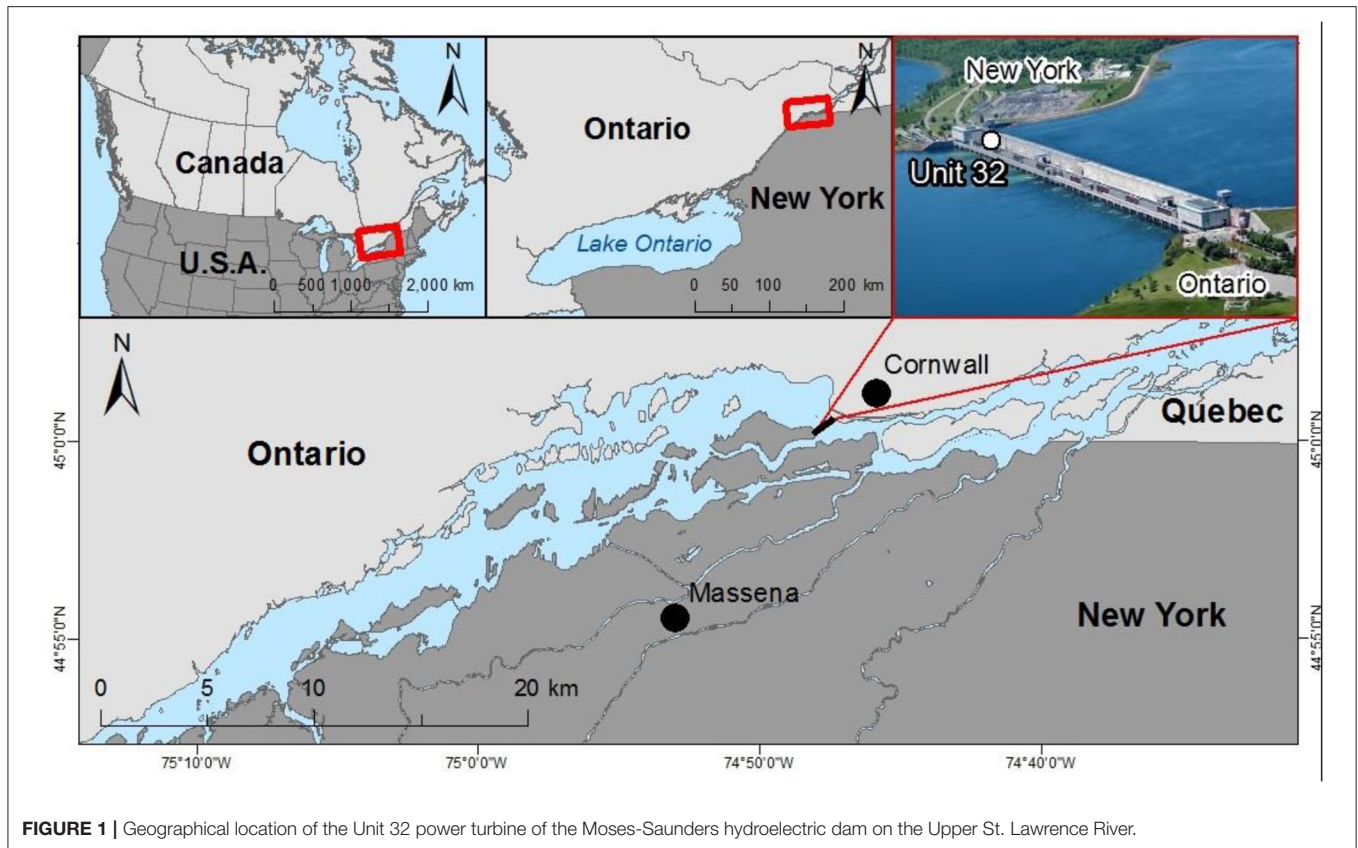 N
Canada
U.S.A.
0 500 1,000 2,000 km
N
Ontario
New York
Lake Ontario
0 50 100 200 km
New York
Unit 32
Ontario
N
Cornwall
Quebec
Ontario
45°0'0"N
45°0'0"N
Massena
New York
44°55'0"N
44°55'0"N
0 5 10 20 km
75°10'0"W 75°0'0"W 74°50'0"W 74°40'0"W
FIGURE 1 | Geographical location of the Unit 32 power turbine of the Moses-Saunders hydroelectric dam on the Upper St. Lawrence River.